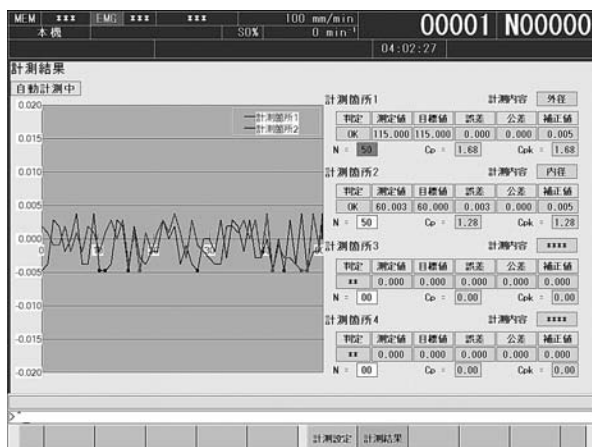 MEM *** EMG *** *** 100 mm/min 00001 N00000
本機 S0% 0 min⁻¹
04:02:27
計測結果
自動計測中
計測箇所1
計測箇所2
0.020
0.015
0.010
0.005
0.000
-0.005
-0.010
-0.015
-0.020
計測箇所1 計測内容 外径
判定 測定値 目標値 誤差 公差 補正値
OK 115.000 115.000 0.000 0.000 0.005
N = 50 Cp = 1.68 Cpk = 1.68
計測箇所2 計測内容 内径
判定 測定値 目標値 誤差 公差 補正値
OK 60.003 60.000 0.003 0.000 0.005
N = 50 Cp = 1.28 Cpk = 1.28
計測箇所3 計測内容 ****
判定 測定値 目標値 誤差 公差 補正値
** 0.000 0.000 0.000 0.000 0.000
N = 00 Cp = 0.00 Cpk = 0.00
計測箇所4 計測内容 ****
判定 測定値 目標値 誤差 公差 補正値
** 0.000 0.000 0.000 0.000 0.000
N = 00 Cp = 0.00 Cpk = 0.00
>_
計測設定 計測結果